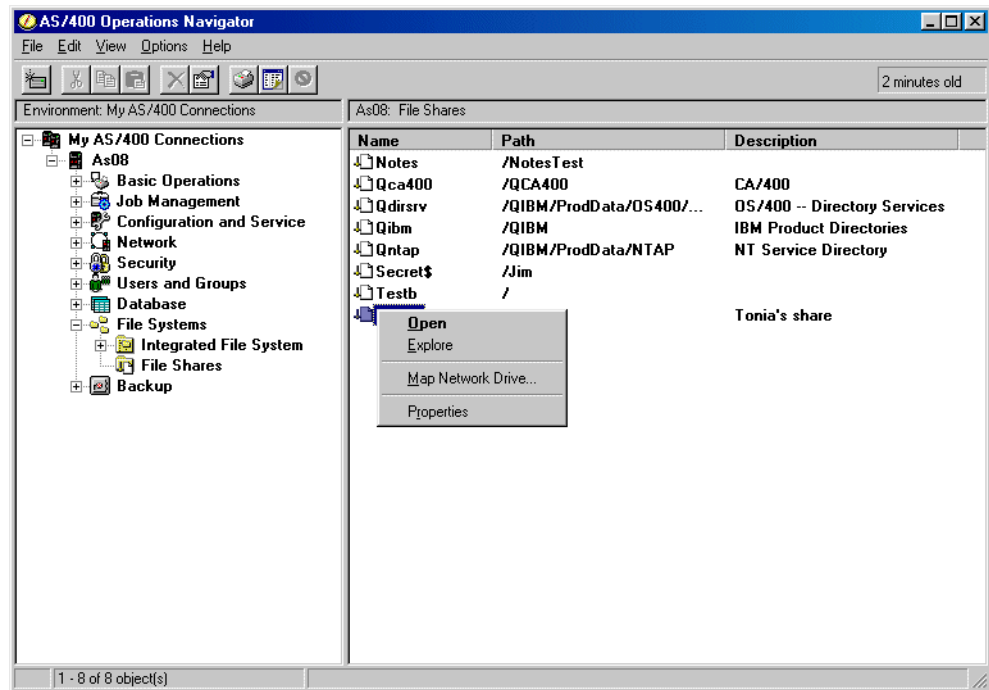 AS/400 Operations Navigator
File Edit View Options Help
2 minutes old
Environment: My AS/400 Connections
As08: File Shares
My AS/400 Connections
As08
Basic Operations
Job Management
Configuration and Service
Network
Security
Users and Groups
Database
File Systems
Integrated File System
File Shares
Backup
Name Path Description
Notes /NotesTest
Qca400 /QCA400 CA/400
Qdirsrv /QIBM/ProdData/OS400/... OS/400 -- Directory Services
Qibm /QIBM IBM Product Directories
Qntap /QIBM/ProdData/NTAP NT Service Directory
Secret$ /Jim
Testb /
Tonia's share
Open
Explore
Map Network Drive...
Properties
1 - 8 of 8 object(s)